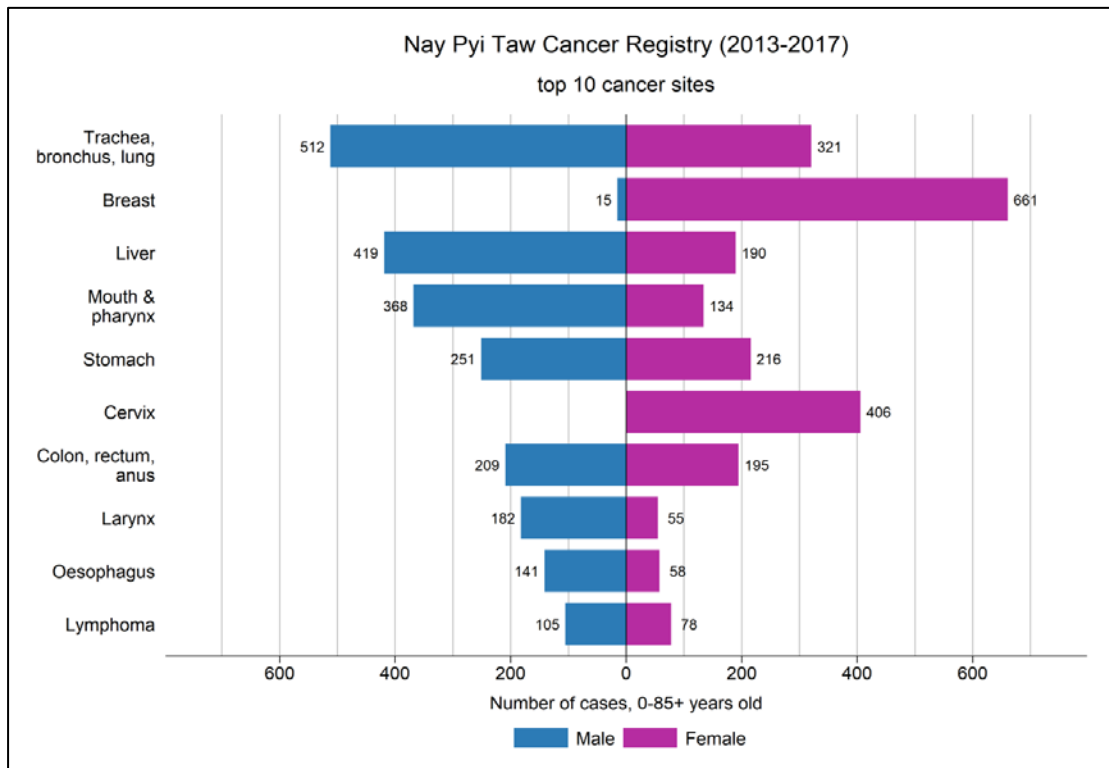 Nay Pyi Taw Cancer Registry (2013-2017)
top 10 cancer sites
Trachea,
bronchus, lung
512
321
Breast
15
661
Liver
419
190
Mouth &
pharynx
368
134
Stomach
251
216
Cervix
406
Colon, rectum,
anus
209
195
Larynx
182
55
Oesophagus
141
58
Lymphoma
105
78
600 400 200 0 200 400 600
Number of cases, 0-85+ years old
Male Female